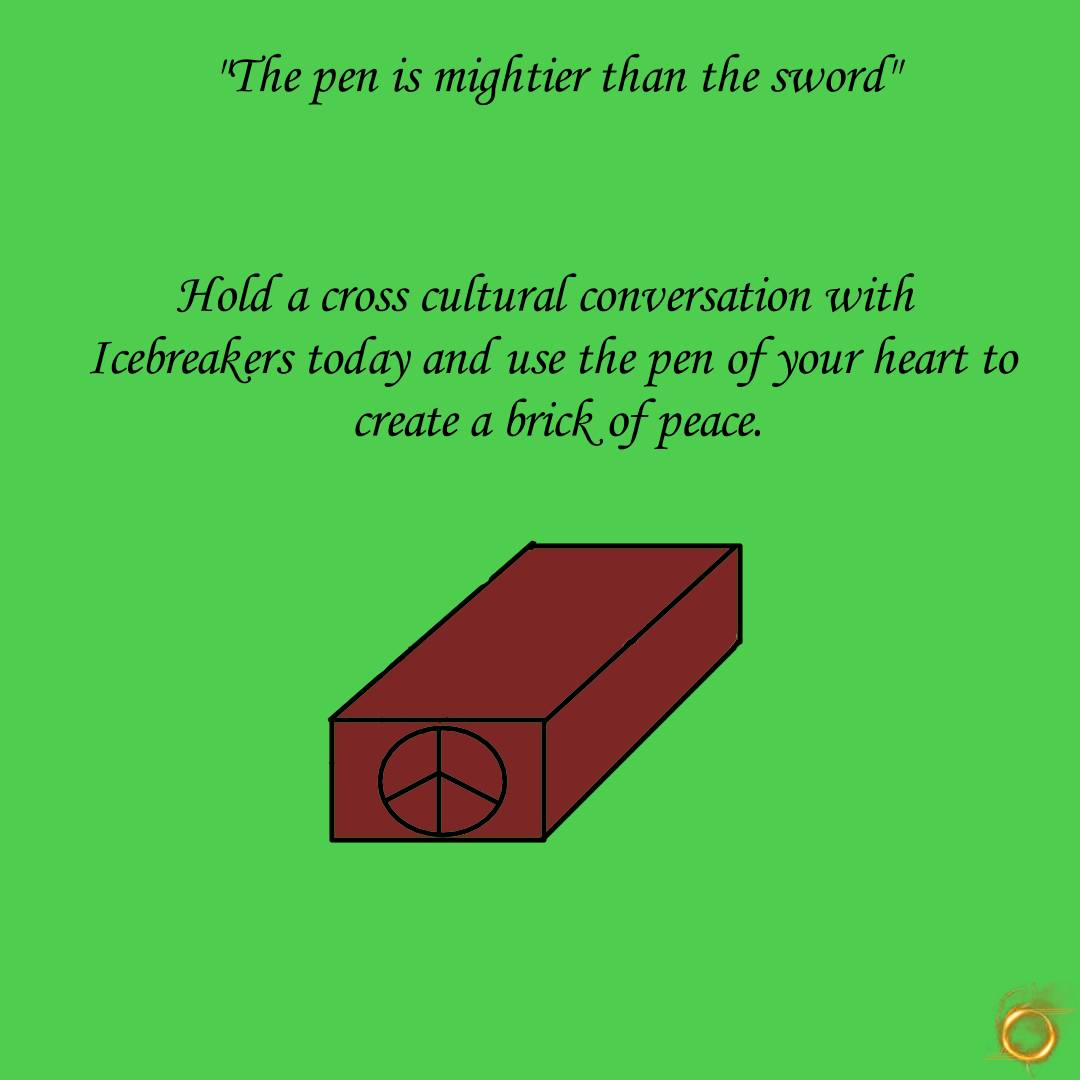 "The pen is mightier than the sword"
Hold a cross cultural conversation with
Icebreakers today and use the pen of your heart to
create a brick of peace.